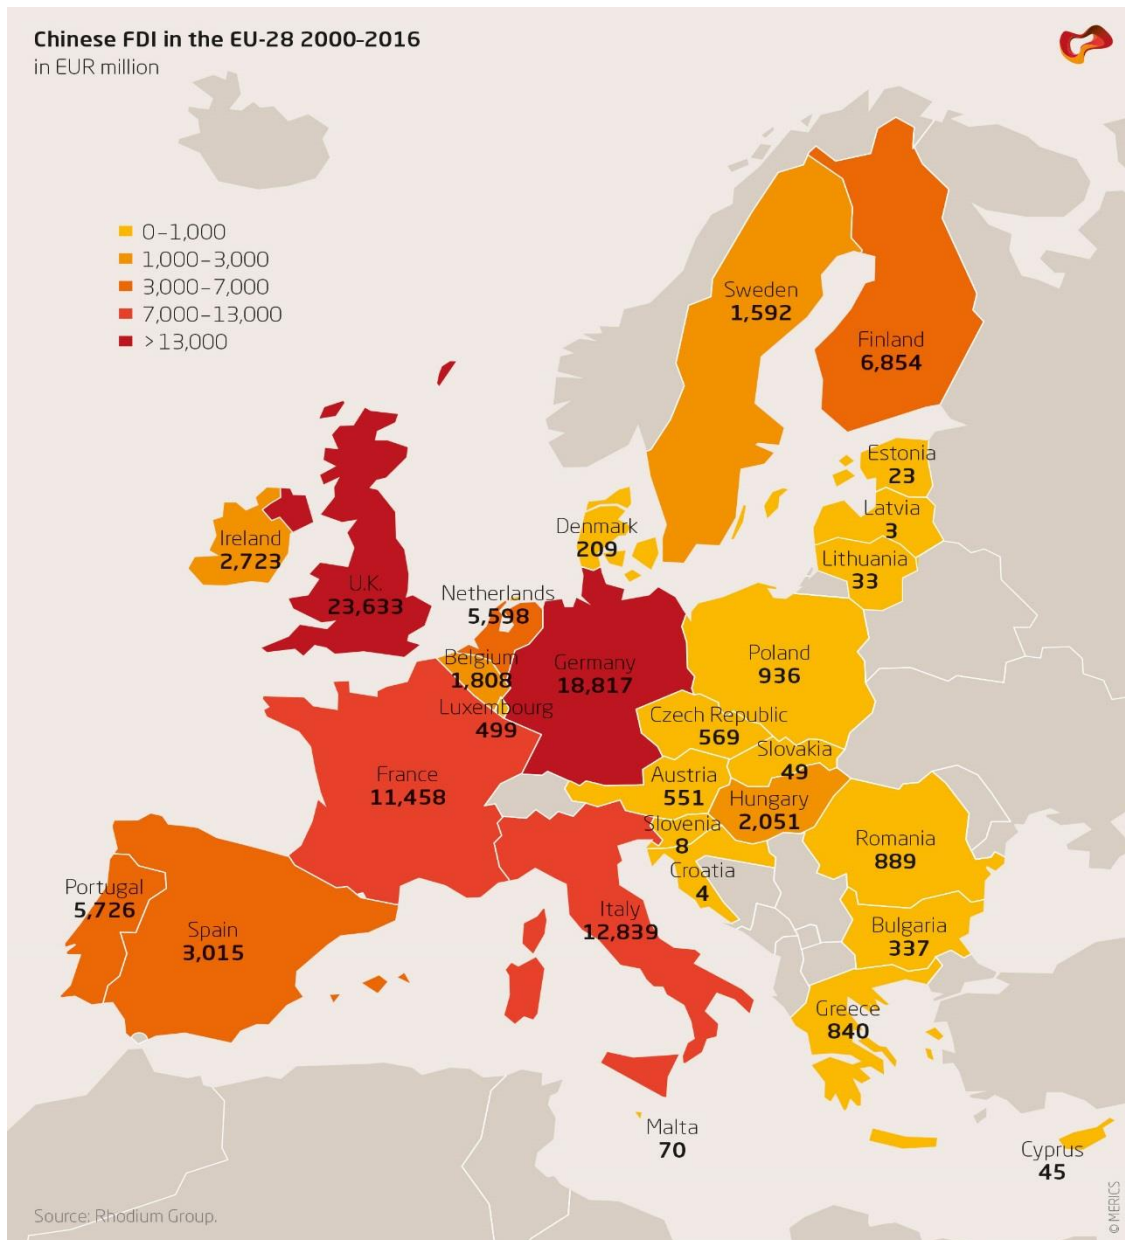 Chinese FDI in the EU-28 2000–2016
in EUR million
0–1,000
1,000–3,000
3,000–7,000
7,000–13,000
>13,000
Sweden
1,592
Finland
6,854
Estonia
23
Latvia
3
Lithuania
33
Denmark
209
Ireland
2,723
U.K.
23,633
Netherlands
5,598
Belgium
1,808
Luxembourg
499
Germany
18,817
Poland
936
Czech Republic
569
Slovakia
49
Austria
551
Hungary
2,051
France
11,458
Slovenia
8
Croatia
4
Romania
889
Bulgaria
337
Portugal
5,726
Spain
3,015
Italy
12,839
Greece
840
Malta
70
Cyprus
45
Source: Rhodium Group.
© MERICS